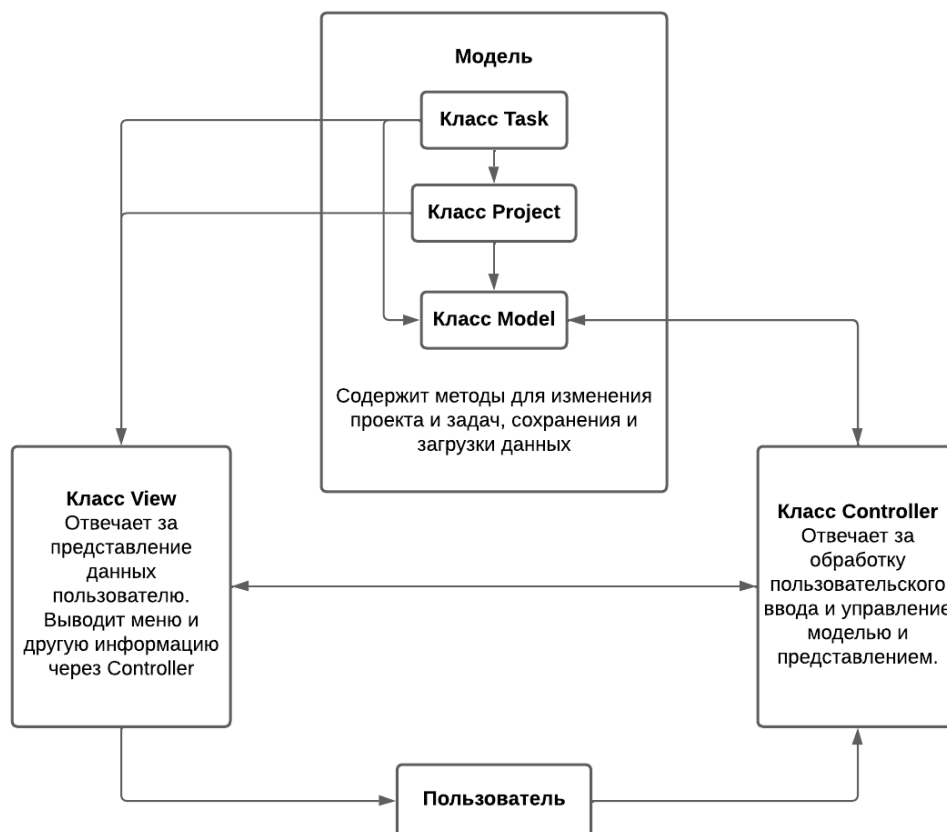 Модель
Класс Task
Класс Project
Класс Model
Содержит методы для изменения
проекта и задач, сохранения и
загрузки данных
Класс View
Отвечает за
представление
данных
пользователю.
Выводит меню и
другую информацию
через Controller
Класс Controller
Отвечает за
обработку
пользовательского
ввода и управление
моделью и
представлением.
Пользователь